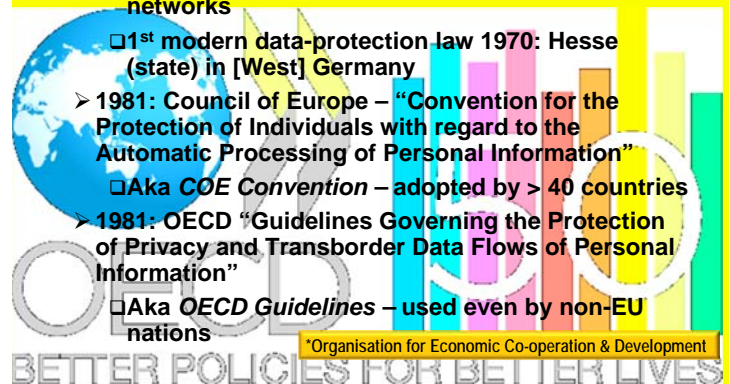 networks
❑1st modern data-protection law 1970: Hesse
(state) in [West] Germany
➢ 1981: Council of Europe – “Convention for the
Protection of Individuals with regard to the
Automatic Processing of Personal Information”
❑Aka COE Convention – adopted by > 40 countries
➢ 1981: OECD “Guidelines Governing the Protection
of Privacy and Transborder Data Flows of Personal
Information”
❑Aka OECD Guidelines – used even by non-EU
nations
*Organisation for Economic Co-operation & Development
OECD
50
BETTER POLICIES FOR BETTER LIVES